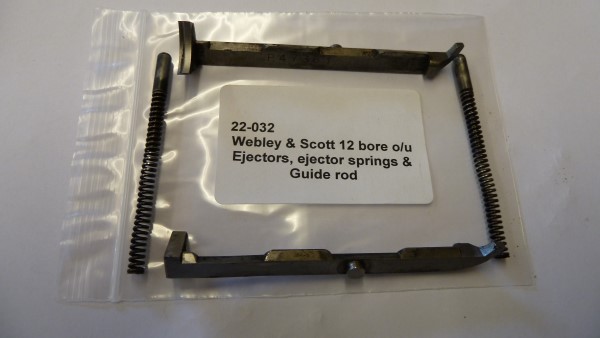 22-032
Webley & Scott 12 bore o/u
Ejectors, ejector springs &
Guide rod